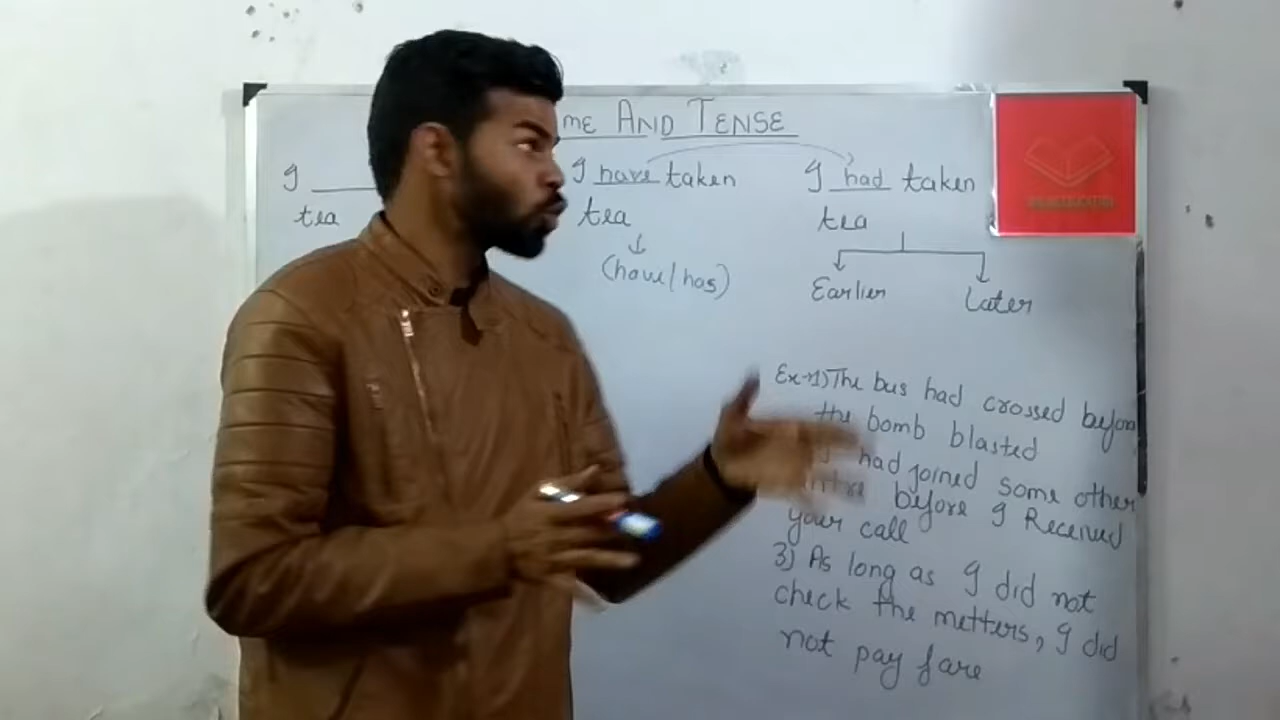 me AND TENSE
I ______
tea
I have taken
tea
(have/has)
I had taken
tea
Earlier
Later
Ex-1) The bus had crossed before
the bomb blasted
had joined some other
before I Received
your call
3) As long as I did not
check the metters, I did
not pay fare